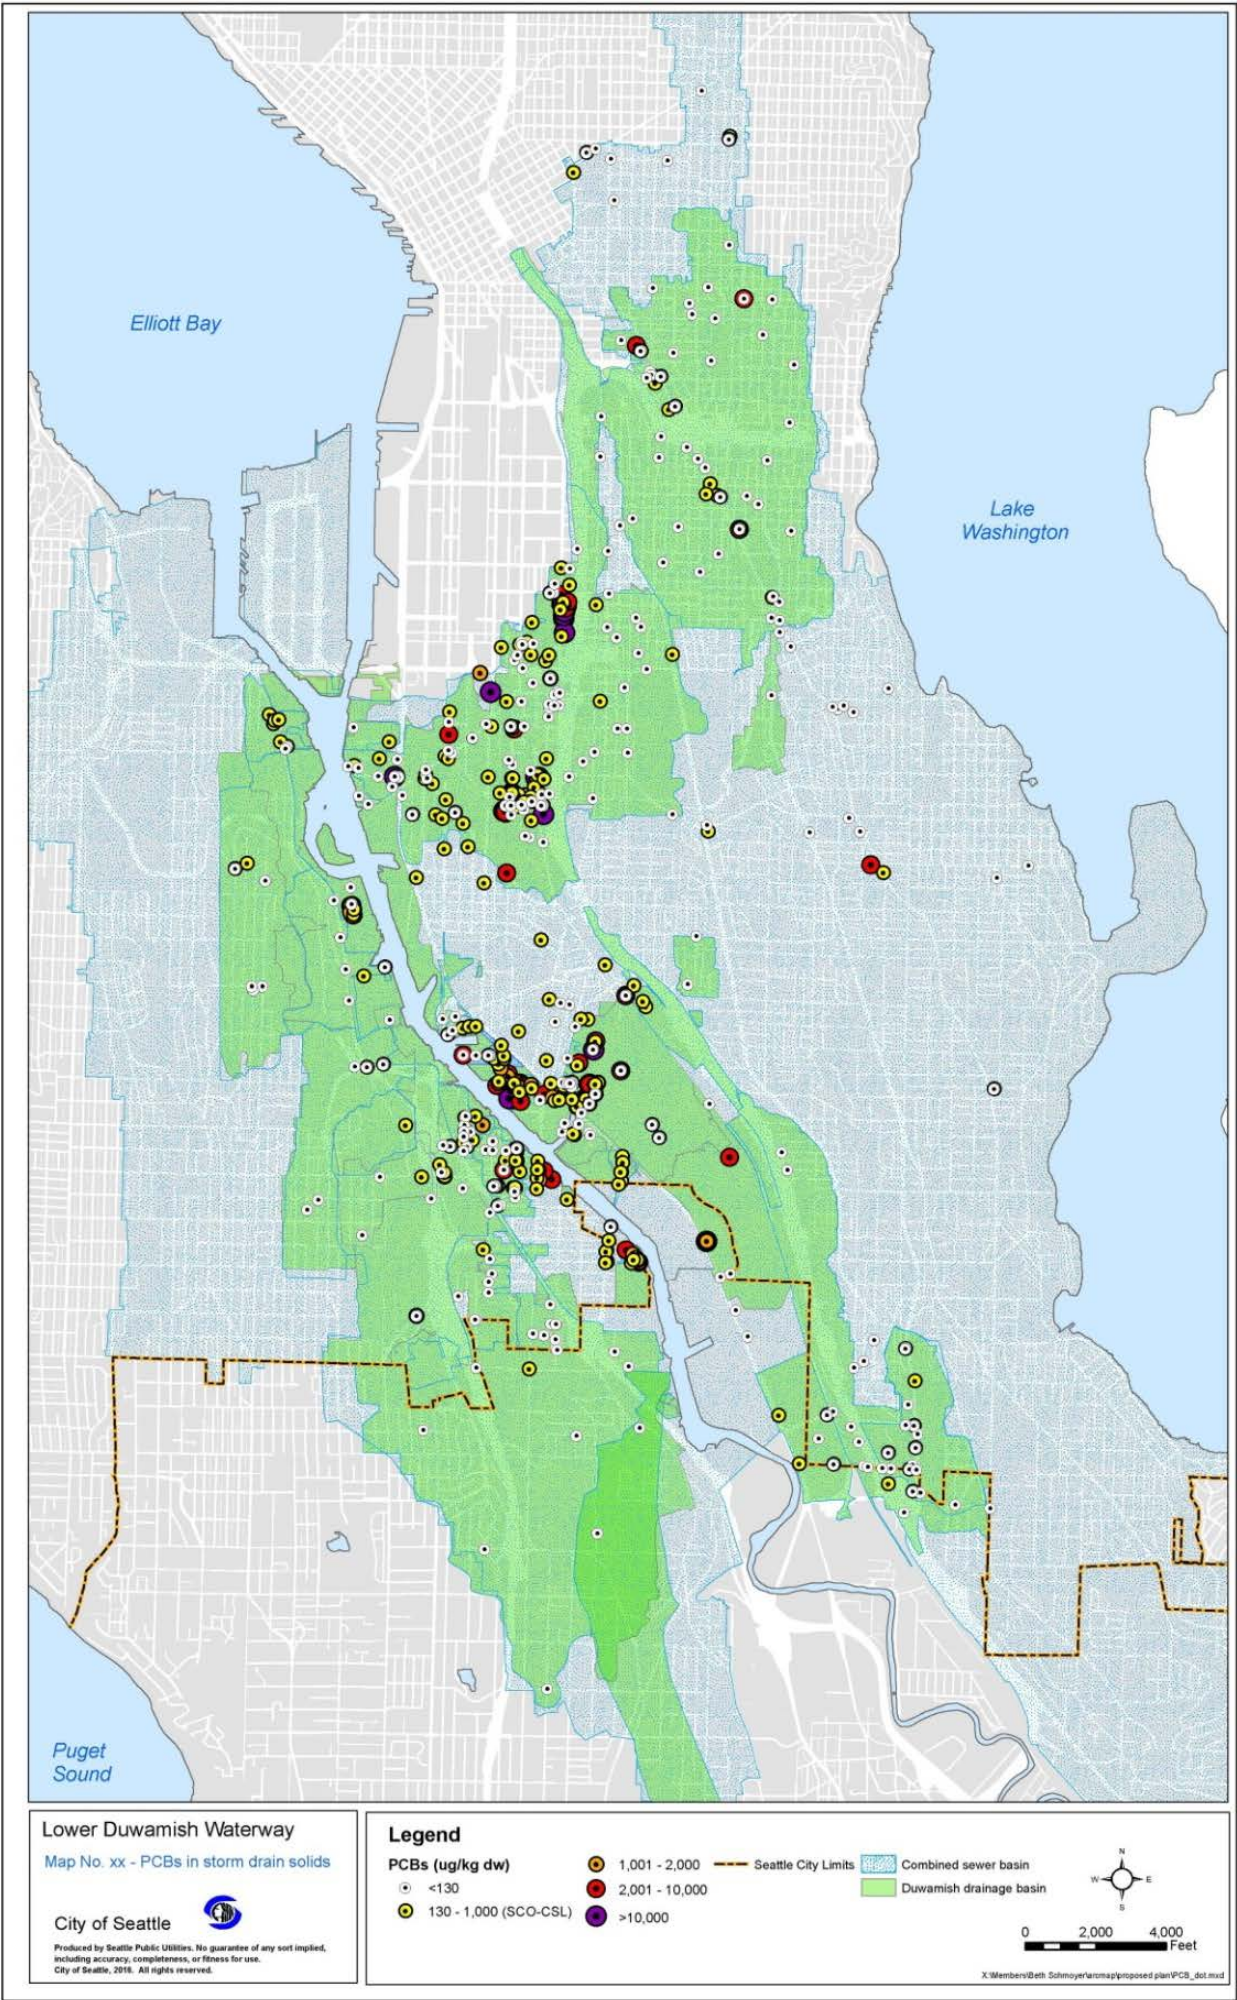 Elliott Bay
Lake
Washington
Puget
Sound
Lower Duwamish Waterway
Map No. xx - PCBs in storm drain solids
City of Seattle
Produced by Seattle Public Utilities. No guarantee of any sort implied,
including accuracy, completeness, or fitness for use.
City of Seattle, 2016. All rights reserved.
Legend
PCBs (ug/kg dw)
<130
130 - 1,000 (SCO-CSL)
1,001 - 2,000
2,001 - 10,000
>10,000
Seattle City Limits
Combined sewer basin
Duwamish drainage basin
N
W
E
S
0 2,000 4,000
Feet
X:\Members\Beth Schmoyer\arcmap\proposed plan\PCB_dot.mxd